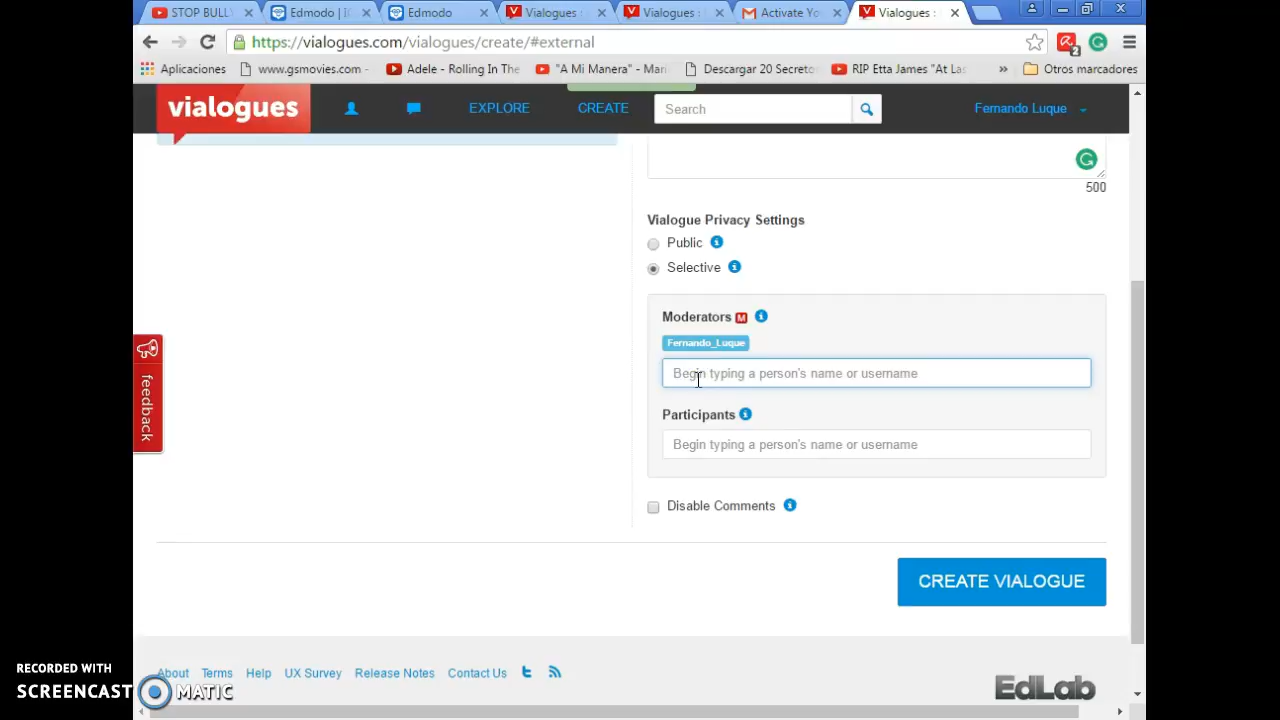 STOP BULLY
Edmodo | I
Edmodo
Vialogues :
Vialogues :
Activate Yo
Vialogues :
https://vialogues.com/vialogues/create/#external
2
Aplicaciones
www.gsmovies.com -
Adele - Rolling In The
"A Mi Manera" - Mari
Descargar 20 Secreto
RIP Etta James "At Las
»
Otros marcadores
vialogues
EXPLORE
CREATE
Search
Fernando Luque
500
Vialogue Privacy Settings
Public
Selective
Moderators M
Fernando_Luque
Begin typing a person's name or username
Participants
Begin typing a person's name or username
Disable Comments
feedback
CREATE VIALOGUE
About
Terms
Help
UX Survey
Release Notes
Contact Us
EdLab
RECORDED WITH
SCREENCAST MATIC